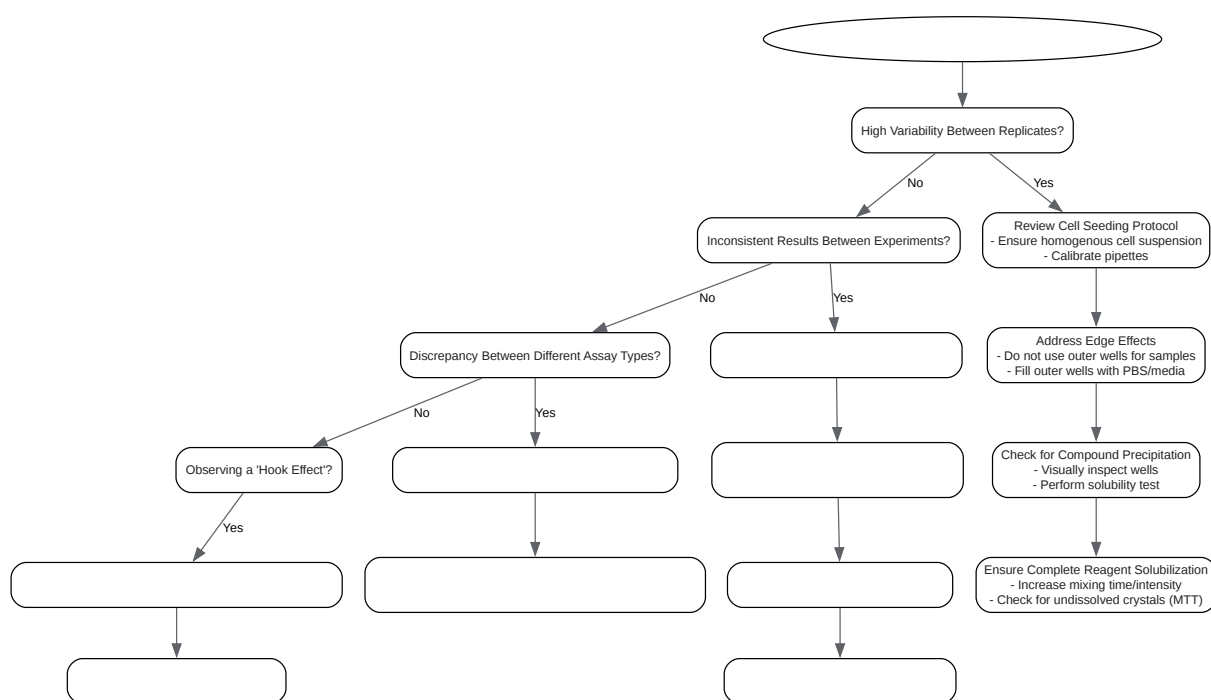 High Variability Between Replicates?
No
Yes
Inconsistent Results Between Experiments?
Review Cell Seeding Protocol
- Ensure homogenous cell suspension
- Calibrate pipettes
No
Yes
Discrepancy Between Different Assay Types?
Address Edge Effects
- Do not use outer wells for samples
- Fill outer wells with PBS/media
No
Yes
Observing a 'Hook Effect'?
Check for Compound Precipitation
- Visually inspect wells
- Perform solubility test
Yes
Ensure Complete Reagent Solubilization
- Increase mixing time/intensity
- Check for undissolved crystals (MTT)